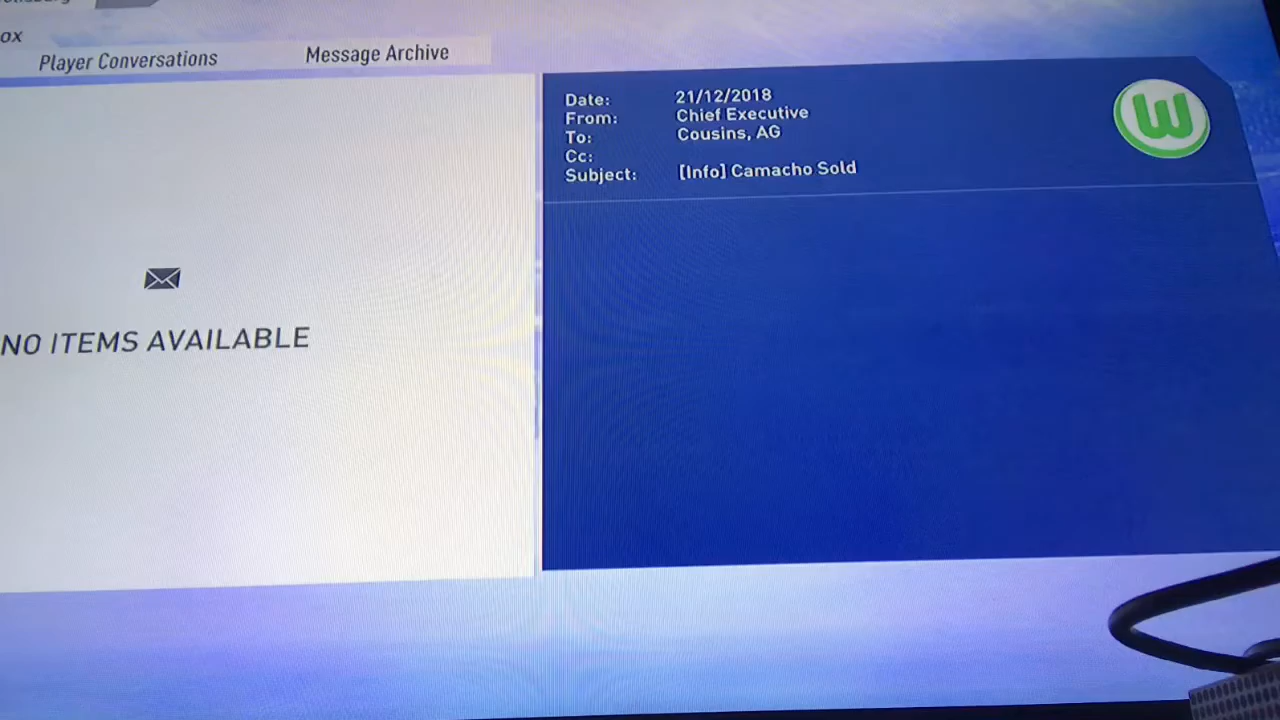 ox
Player Conversations
Message Archive
NO ITEMS AVAILABLE
Date: 21/12/2018
From: Chief Executive
To: Cousins, AG
Cc:
Subject: [Info] Camacho Sold
W